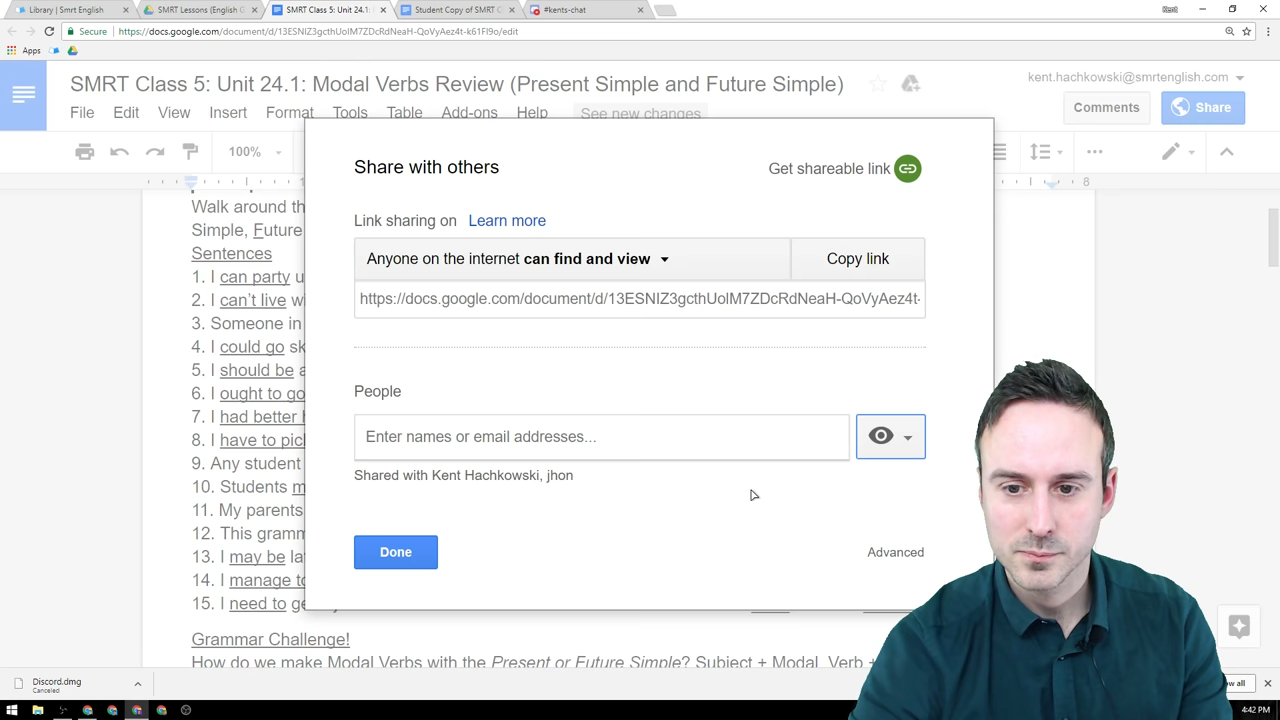 Library | Smrt English
SMRT Lessons (English G
SMRT Class 5: Unit 24.1:
Student Copy of SMRT C
#kents-chat
Kent
Secure
https://docs.google.com/document/d/13ESNIZ3gcthUolM7ZDcRdNeaH-QoVyAez4t-k61FI9o/edit
Apps
SMRT Class 5: Unit 24.1: Modal Verbs Review (Present Simple and Future Simple)
kent.hachkowski@smrtenglish.com
File Edit View Insert Format Tools Table Add-ons Help See new changes
Comments
Share
100%
8
Share with others
Get shareable link
Link sharing on Learn more
Anyone on the internet can find and view
Copy link
https://docs.google.com/document/d/13ESNIZ3gcthUolM7ZDcRdNeaH-QoVyAez4t-
People
Enter names or email addresses...
Shared with Kent Hachkowski, jhon
Done
Advanced
Walk around th
Simple, Future
Sentences
1. I can party u
2. I can't live w
3. Someone in
4. I could go sk
5. I should be a
6. I ought to go
7. I had better h
8. I have to pick
9. Any student
10. Students m
11. My parents
12. This gramm
13. I may be lat
14. I manage to
15. I need to ge
Grammar Challenge!
How do we make Modal Verbs with the Present or Future Simple? Subject + Modal Verb +
Discord.dmg
Canceled
all
4:42 PM